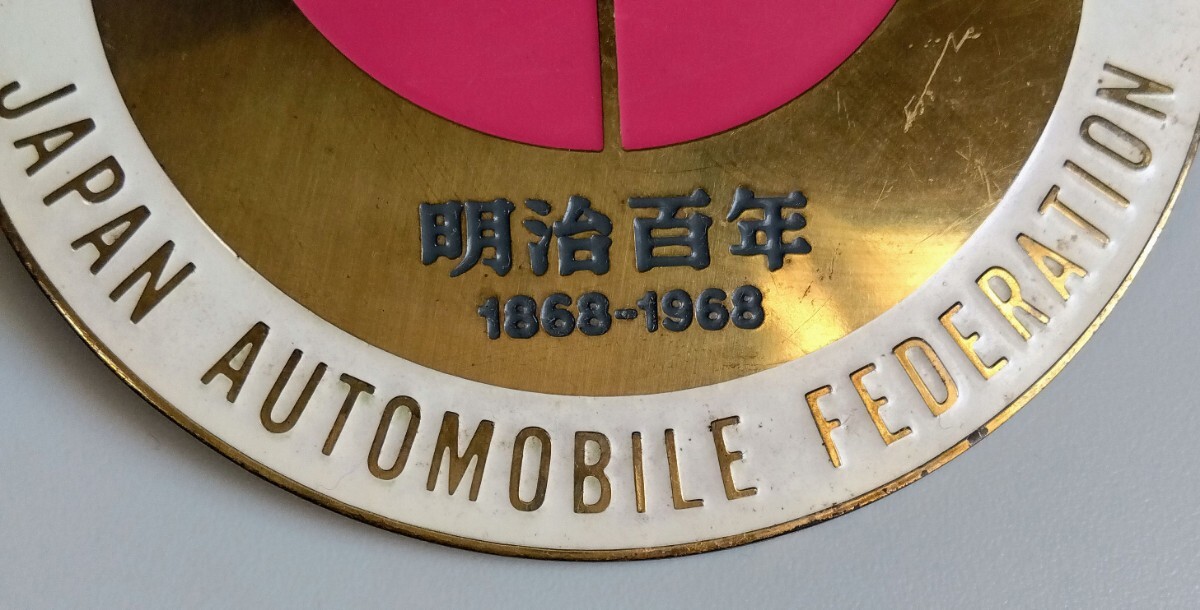 明治百年
1868-1968
JAPAN AUTOMOBILE FEDERATION